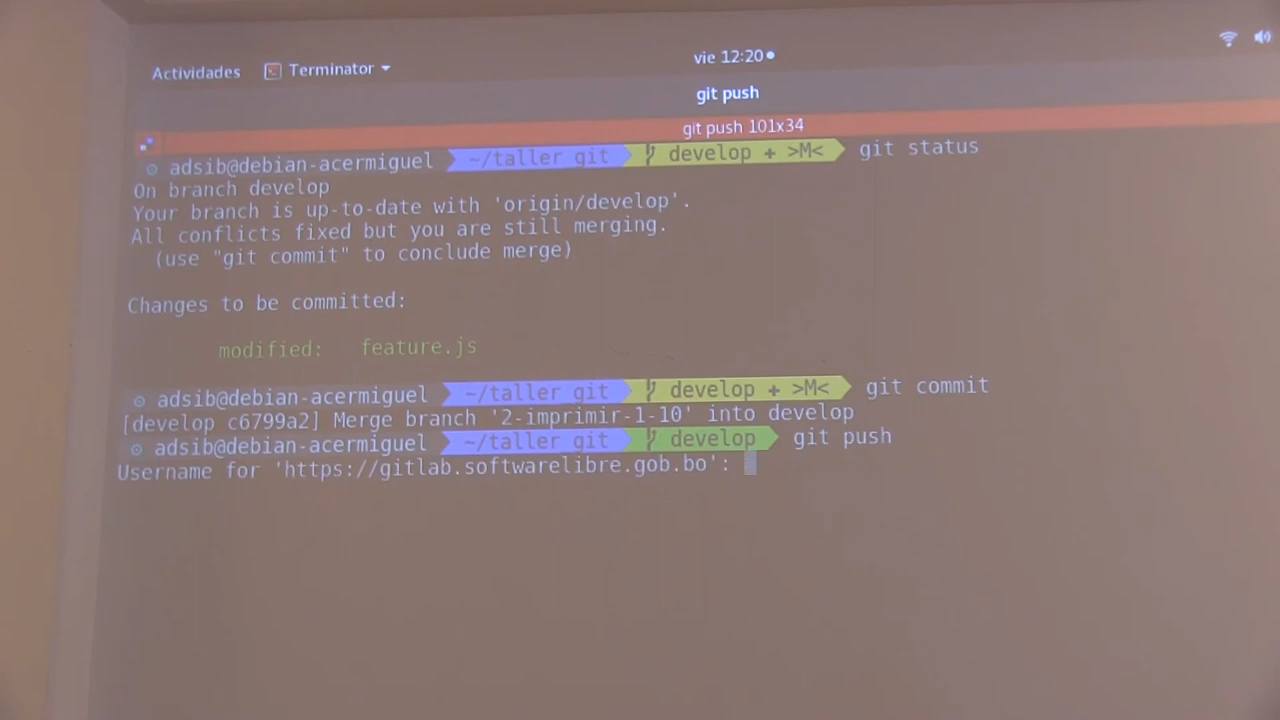 Actividades Terminator vie 12:20
git push
git push 101x34
adsib@debian-acermiguel ~/taller git develop + >M< git status
On branch develop
Your branch is up-to-date with 'origin/develop'.
All conflicts fixed but you are still merging.
(use "git commit" to conclude merge)
Changes to be committed:
modified: feature.js
adsib@debian-acermiguel ~/taller git develop + >M< git commit
[develop c6799a2] Merge branch '2-imprimir-1-10' into develop
adsib@debian-acermiguel ~/taller git develop git push
Username for 'https://gitlab.softwarelibre.gob.bo':